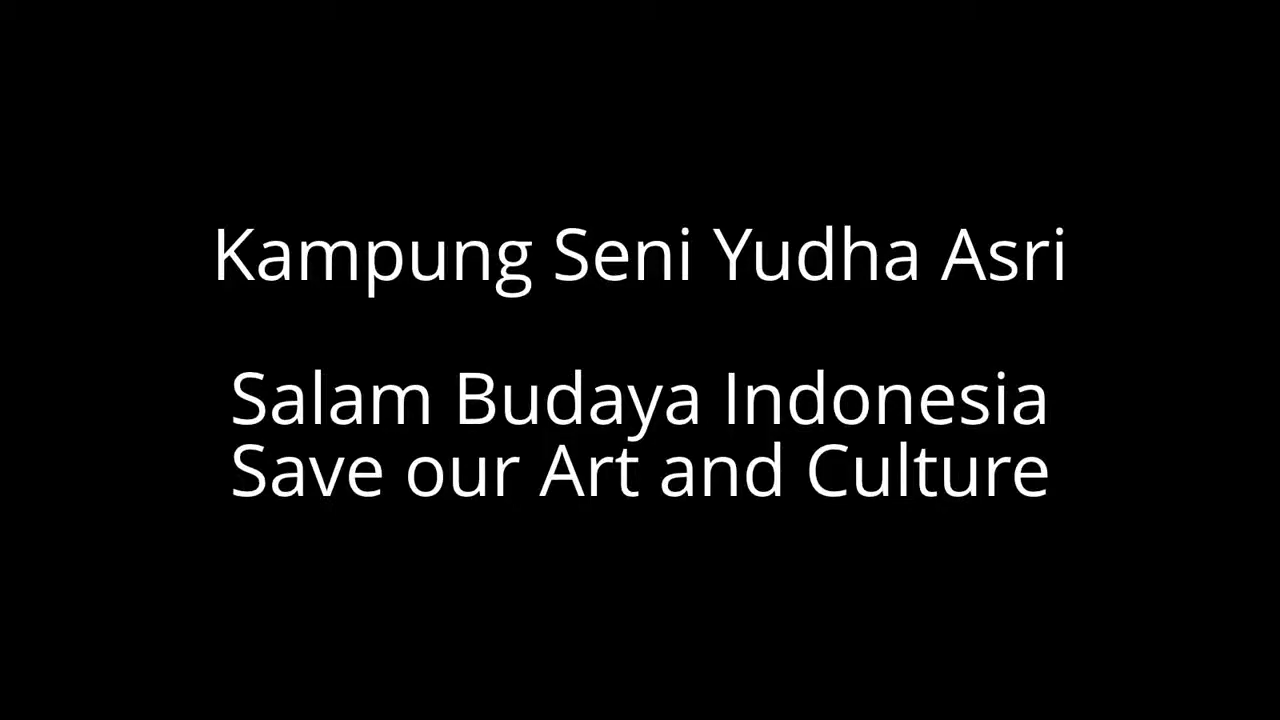 Kampung Seni Yudha Asri
Salam Budaya Indonesia
Save our Art and Culture